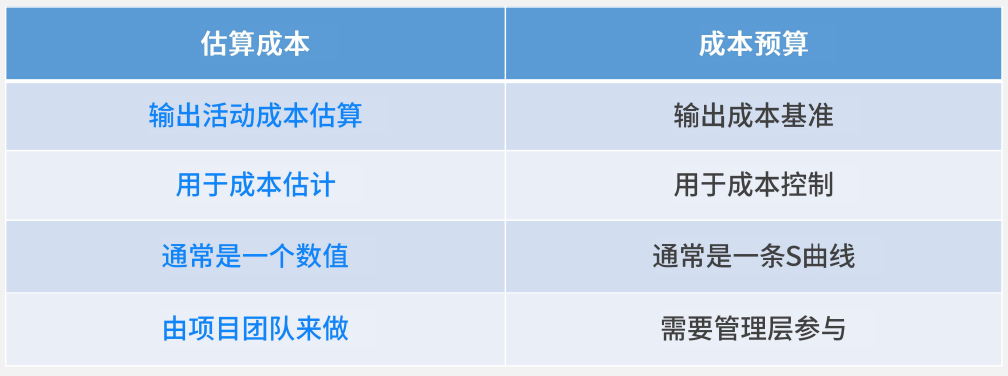 估算成本 成本预算
输出活动成本估算 输出成本基准
用于成本估计 用于成本控制
通常是一个数值 通常是一条S曲线
由项目团队来做 需要管理层参与